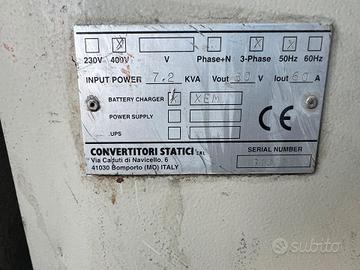 X X X
230V 400V V Phase+N 3-Phase 50Hz 60Hz
INPUT POWER 7.2 KVA Vout 80 V Iout 60 A
BATTERY CHARGER X XEM
POWER SUPPLY
.UPS CE
CONVERTITORI STATICI SRL
Via Caduti di Navicello, 6
41030 Bomporto (MO) ITALY
SERIAL NUMBER
subito